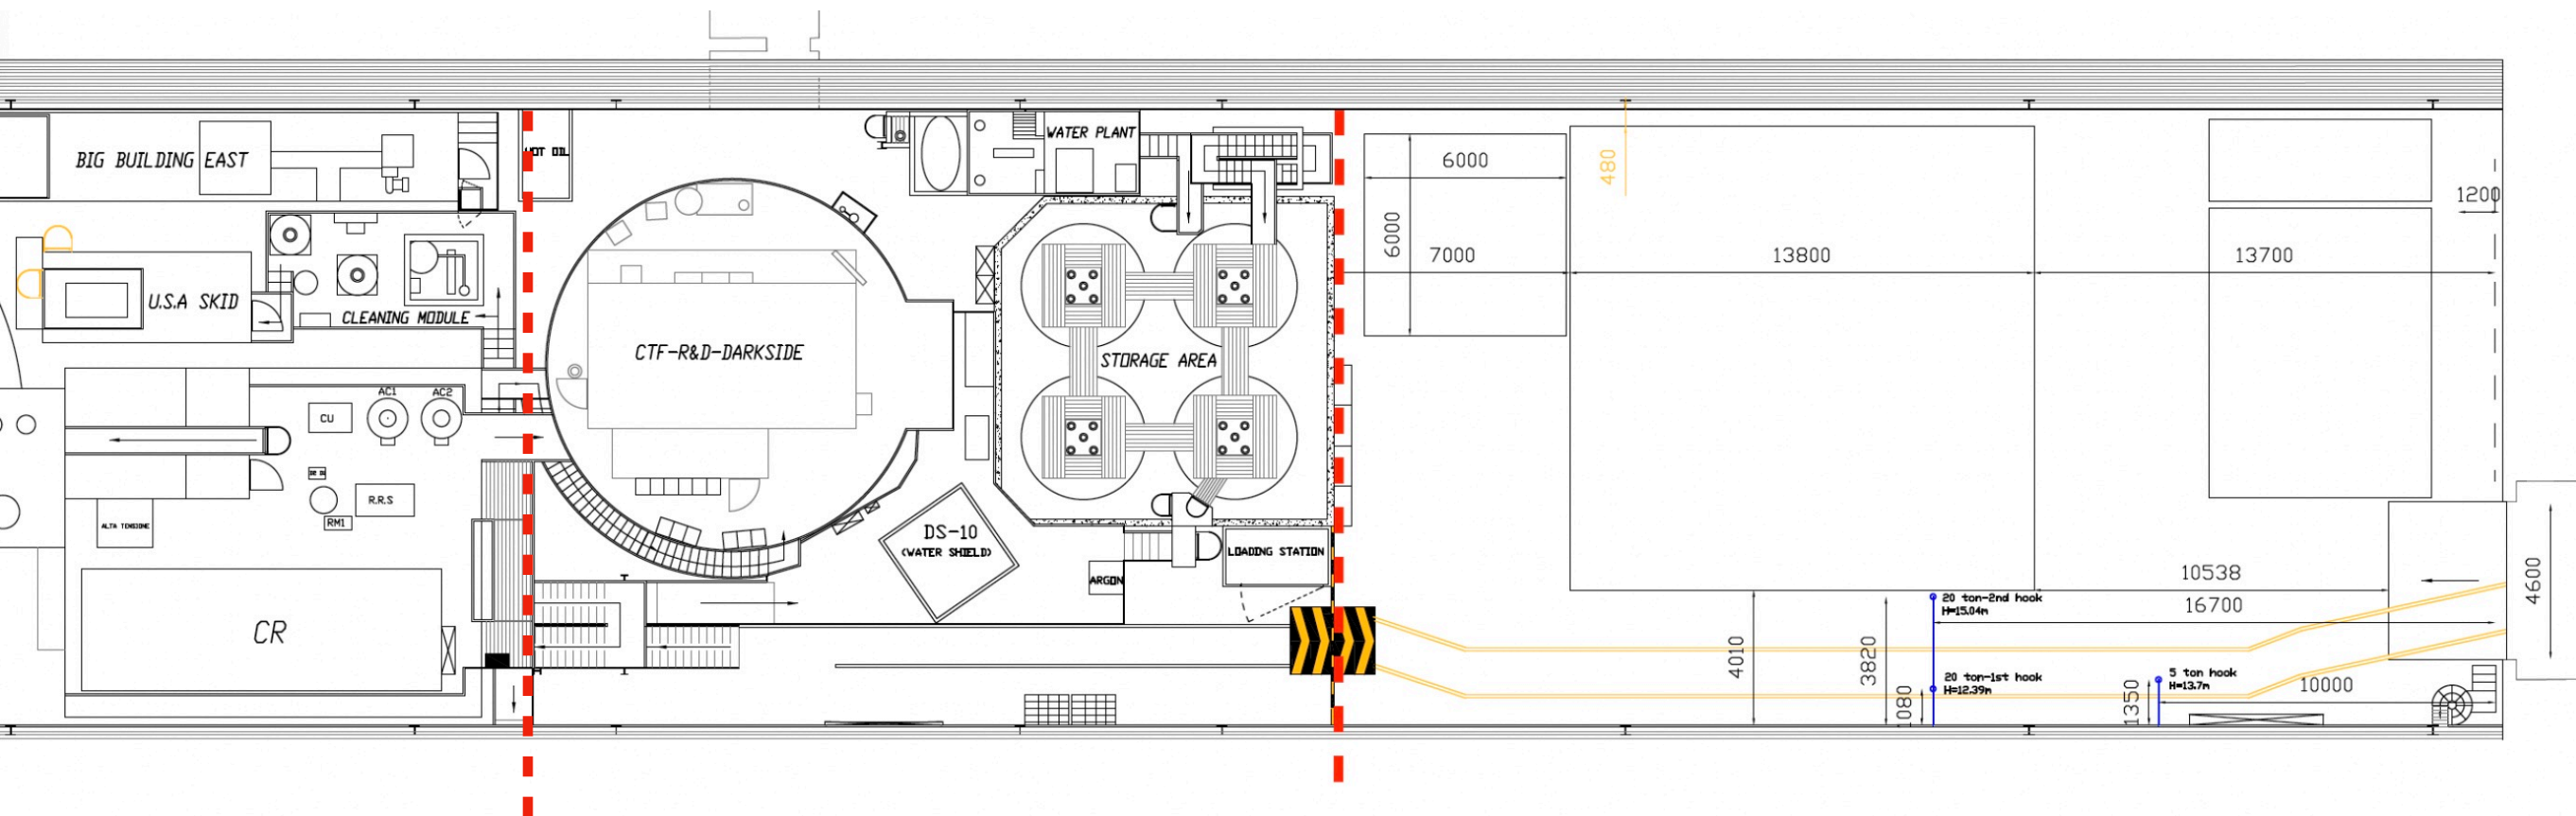 BIG BUILDING EAST
HOT OIL
WATER PLANT
U.S.A SKID
CLEANING MODULE
CTF-R&D-DARKSIDE
STORAGE AREA
AC1
AC2
CU
R.R.S
RM1
ALTA TENSIONE
CR
DS-10
(WATER SHIELD)
ARGON
LOADING STATION
6000
6000
7000
480
13800
13700
1200
10538
16700
4600
4010
3820
1080
20 ton-2nd hook
H=15.04m
20 ton-1st hook
H=12.39m
1350
5 ton hook
H=13.7m
10000